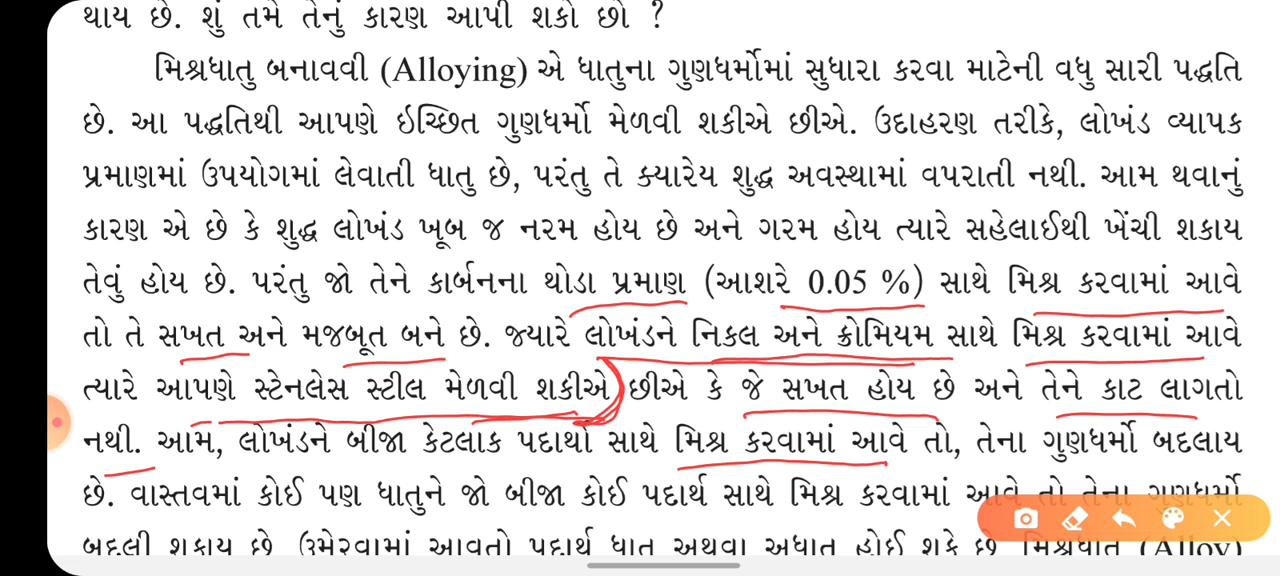 થાય છે. શું તમે તેનું કારણ આપી શકો છો ?
મિશ્રધાતુ બનાવવી (Alloying) એ ધાતુના ગુણધર્મોમાં સુધારા કરવા માટેની વધુ સારી પદ્ધતિ
છે. આ પદ્ધતિથી આપણે ઇચ્છિત ગુણધર્મો મેળવી શકીએ છીએ. ઉદાહરણ તરીકે, લોખંડ વ્યાપક
પ્રમાણમાં ઉપયોગમાં લેવાતી ધાતુ છે, પરંતુ તે ક્યારેય શુદ્ધ અવસ્થામાં વપરાતી નથી. આમ થવાનું
કારણ એ છે કે શુદ્ધ લોખંડ ખૂબ જ નરમ હોય છે અને ગરમ હોય ત્યારે સહેલાઈથી ખેંચી શકાય
તેવું હોય છે. પરંતુ જો તેને કાર્બનના થોડા પ્રમાણ (આશરે 0.05 %) સાથે મિશ્ર કરવામાં આવે
તો તે સખત અને મજબૂત બને છે. જ્યારે લોખંડને નિકલ અને ક્રોમિયમ સાથે મિશ્ર કરવામાં આવે
ત્યારે આપણે સ્ટેનલેસ સ્ટીલ મેળવી શકીએ છીએ કે જે સખત હોય છે અને તેને કાટ લાગતો
નથી. આમ, લોખંડને બીજા કેટલાક પદાર્થો સાથે મિશ્ર કરવામાં આવે તો, તેના ગુણધર્મો બદલાય
છે. વાસ્તવમાં કોઈ પણ ધાતુને જો બીજા કોઈ પદાર્થ સાથે મિશ્ર કરવામાં આવે તો તેના ગુણધર્મો
બદલી શકાય છે. ઉમેરવામાં આવતો પદાર્થ ધાતુ અથવા અધાતુ હોઈ શકે છે. મિશ્રધાતુ (Alloy)